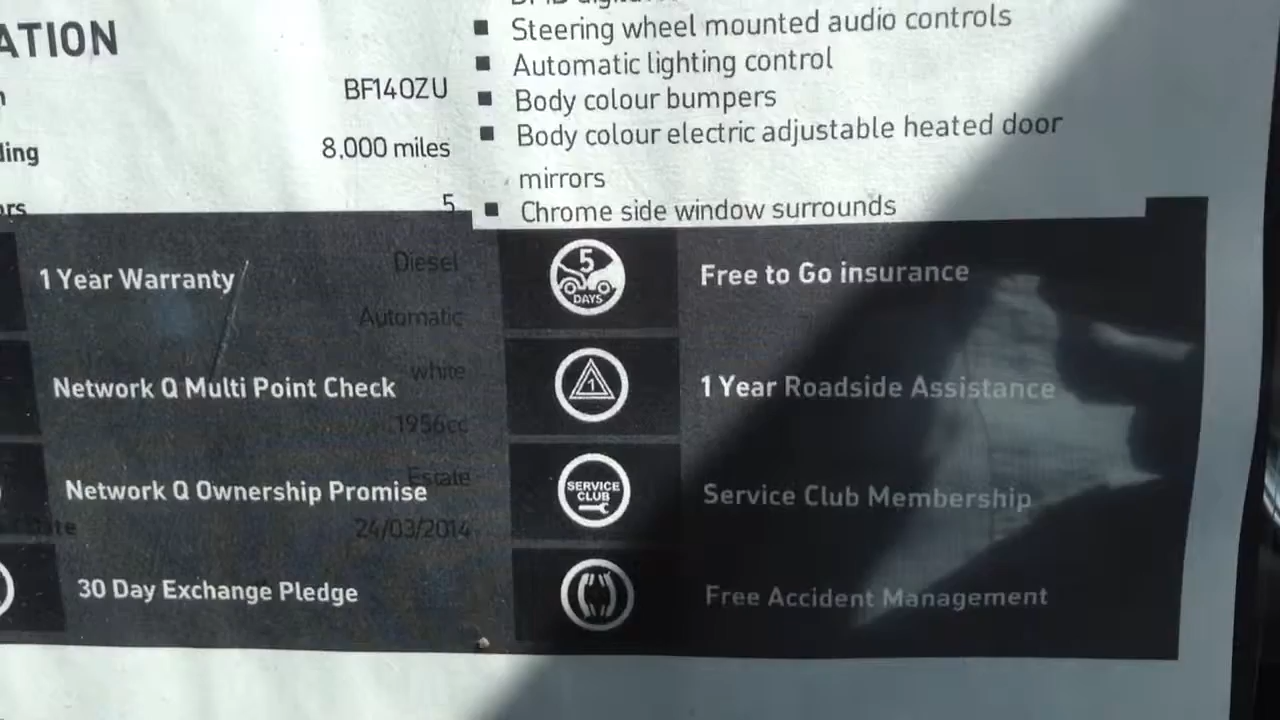 ATION
BF14OZU
ding
8,000 miles
ors
5
Diesel
Automatic
white
1956cc
Estate
24/03/2014
Steering wheel mounted audio controls
Automatic lighting control
Body colour bumpers
Body colour electric adjustable heated door
mirrors
Chrome side window surrounds
1 Year Warranty
Network Q Multi Point Check
Network Q Ownership Promise
30 Day Exchange Pledge
5
DAYS
Free to Go insurance
1
1 Year Roadside Assistance
SERVICE
CLUB
Service Club Membership
Free Accident Management